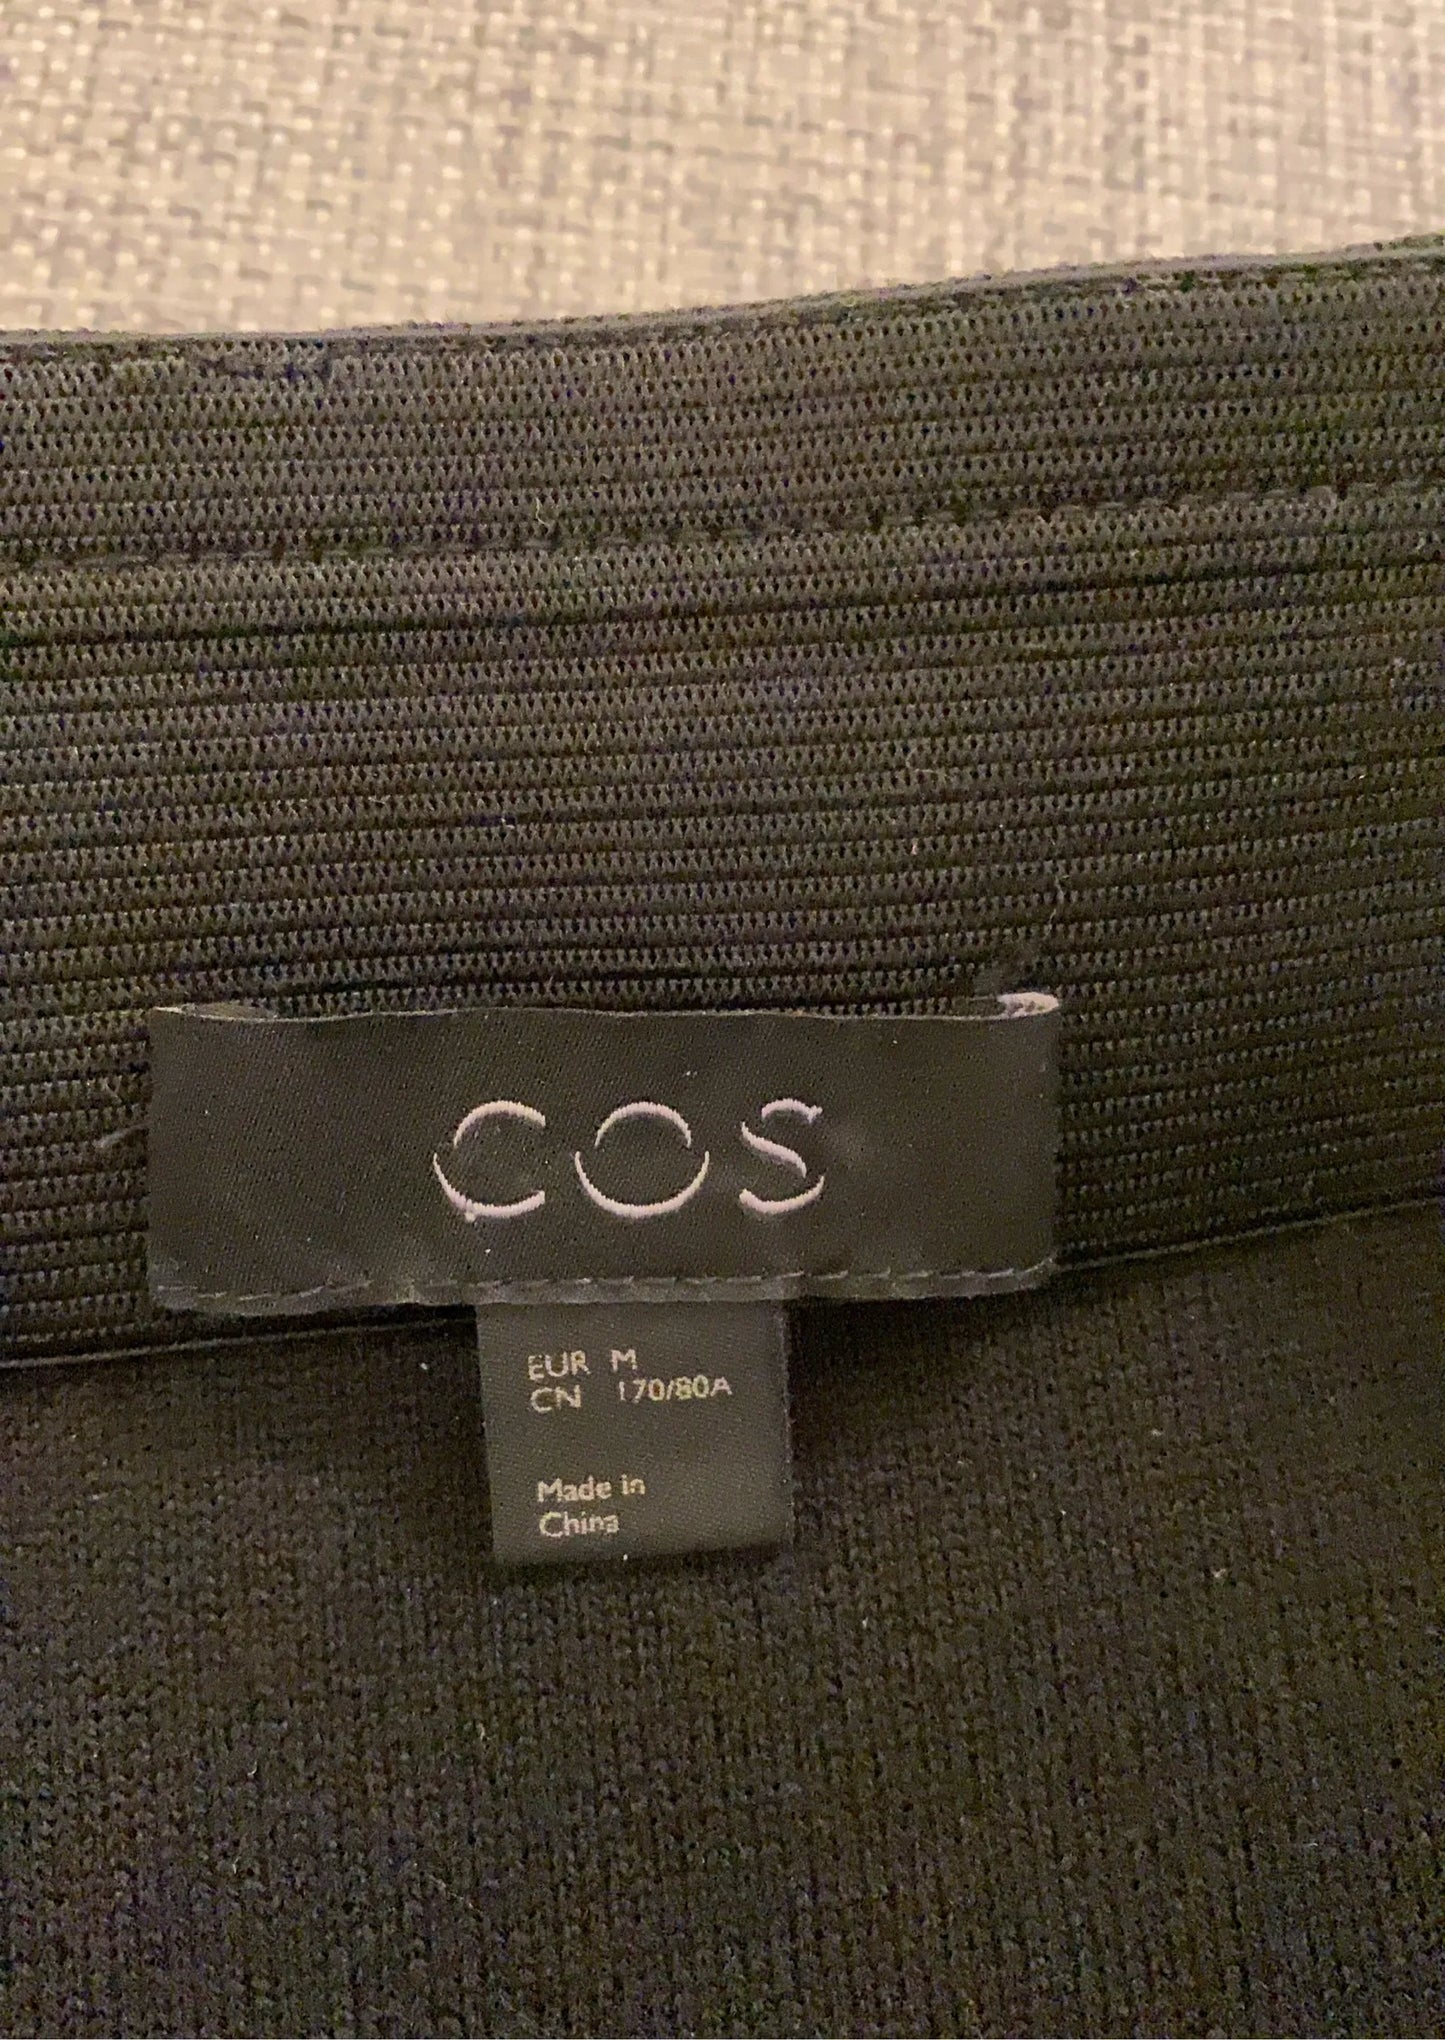 COS
EUR M
CN 170/80A
Made in
China